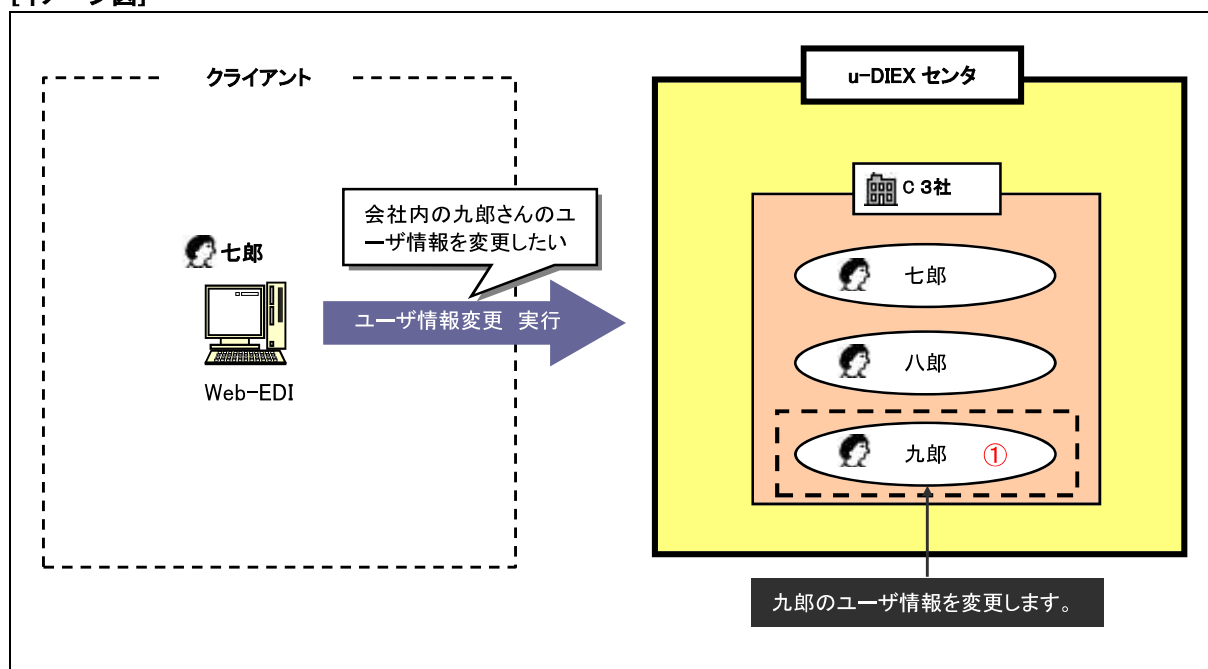 [イメージ図]
クライアント
u-DIEX センタ
C 3社
会社内の九郎さんのユ
ーザ情報を変更したい
七郎
七郎
ユーザ情報変更 実行
八郎
Web-EDI
九郎 ①
九郎のユーザ情報を変更します。